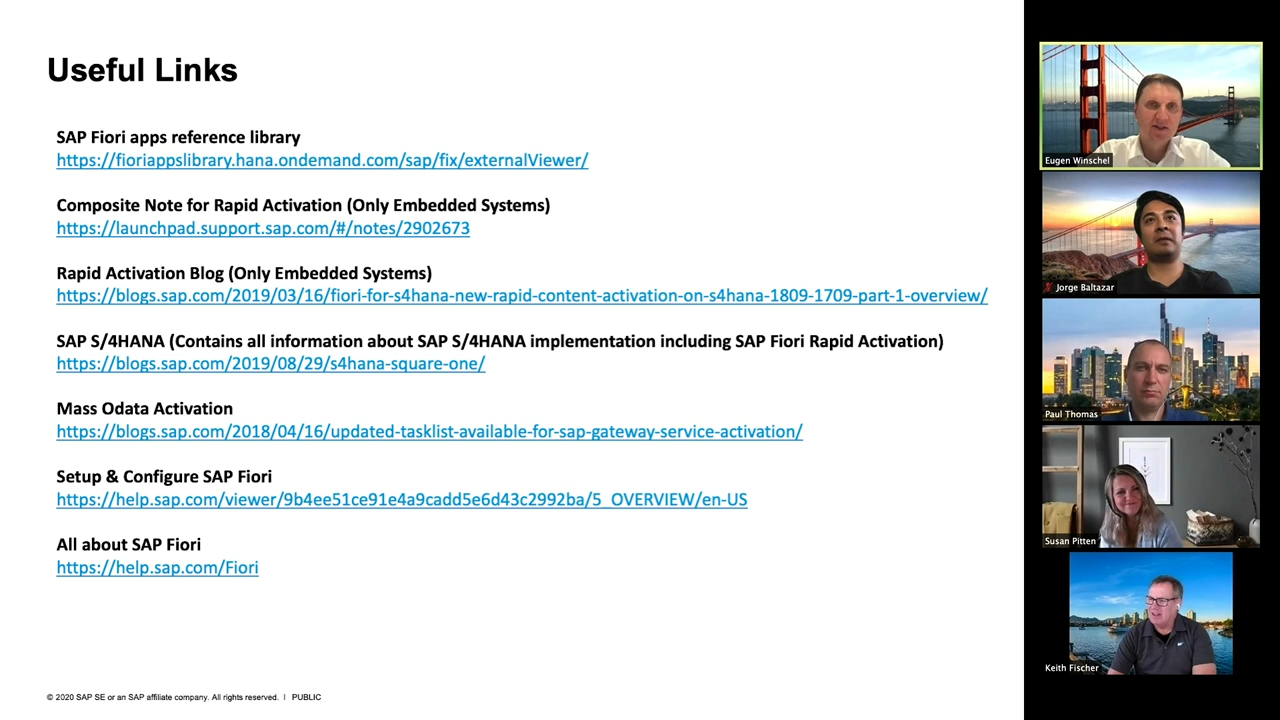 Useful Links
SAP Fiori apps reference library
https://fioriappslibrary.hana.ondemand.com/sap/fix/externalViewer/
Composite Note for Rapid Activation (Only Embedded Systems)
https://launchpad.support.sap.com/#/notes/2902673
Rapid Activation Blog (Only Embedded Systems)
https://blogs.sap.com/2019/03/16/fiori-for-s4hana-new-rapid-content-activation-on-s4hana-1809-1709-part-1-overview/
SAP S/4HANA (Contains all information about SAP S/4HANA implementation including SAP Fiori Rapid Activation)
https://blogs.sap.com/2019/08/29/s4hana-square-one/
Mass Odata Activation
https://blogs.sap.com/2018/04/16/updated-tasklist-available-for-sap-gateway-service-activation/
Setup & Configure SAP Fiori
https://help.sap.com/viewer/9b4ee51ce91e4a9cadd5e6d43c2992ba/5_OVERVIEW/en-US
All about SAP Fiori
https://help.sap.com/Fiori
© 2020 SAP SE or an SAP affiliate company. All rights reserved. | PUBLIC
Eugen Winschel
Jorge Baltazar
Paul Thomas
Susan Pitten
Keith Fischer